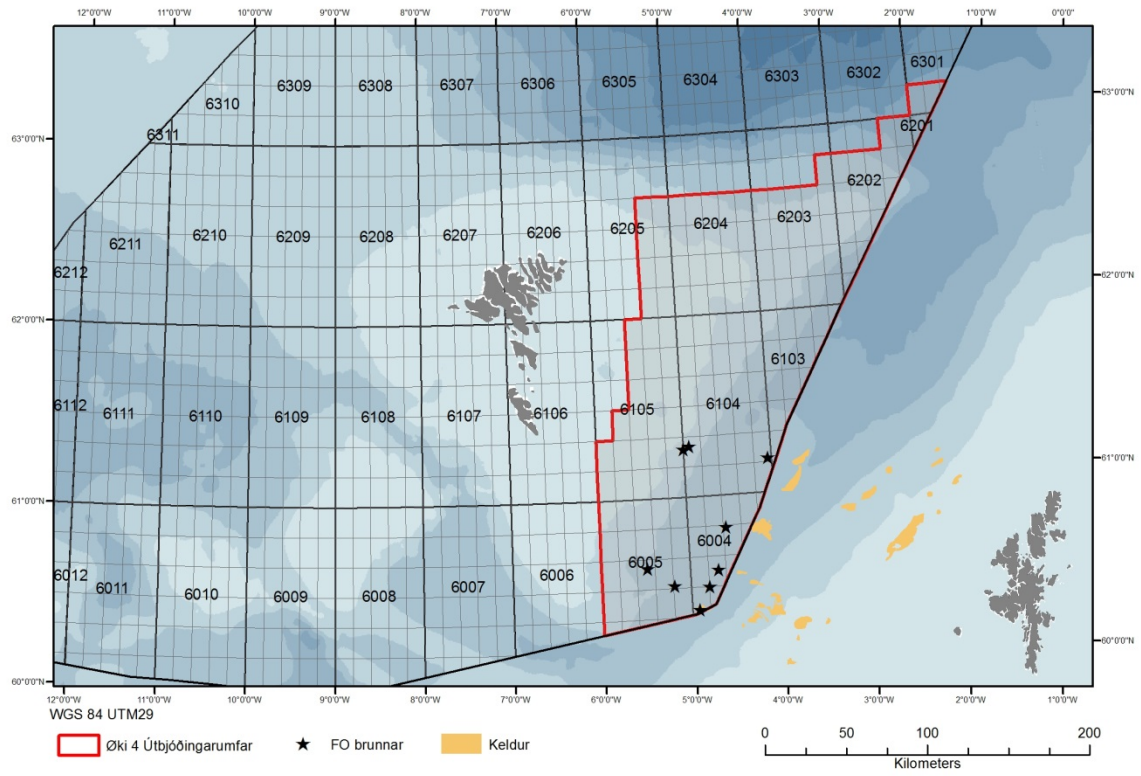 12°0'0"W 11°0'0"W 10°0'0"W 9°0'0"W 8°0'0"W 7°0'0"W 6°0'0"W 5°0'0"W 4°0'0"W 3°0'0"W 2°0'0"W 1°0'0"W 0°0'0"
6310 6309 6308 6307 6306 6305 6304 6303 6302 6301
63°0'0"N 6311 6201 63°0'0"N
6212 6211 6210 6209 6208 6207 6206 6205 6204 6203 6202
62°0'0"N 62°0'0"N
6112 6111 6110 6109 6108 6107 6106 6105 6104 6103
61°0'0"N 61°0'0"N
6012 6011 6010 6009 6008 6007 6006 6005 6004
60°0'0"N 60°0'0"N
12°0'0"W 11°0'0"W 10°0'0"W 9°0'0"W 8°0'0"W 7°0'0"W 6°0'0"W 5°0'0"W 4°0'0"W 3°0'0"W 2°0'0"W 1°0'0"W 0°0'0"
WGS 84 UTM29
Øki 4 Útbjóðingarumfar FO brunnar Keldur
0 50 100 200
Kilometers